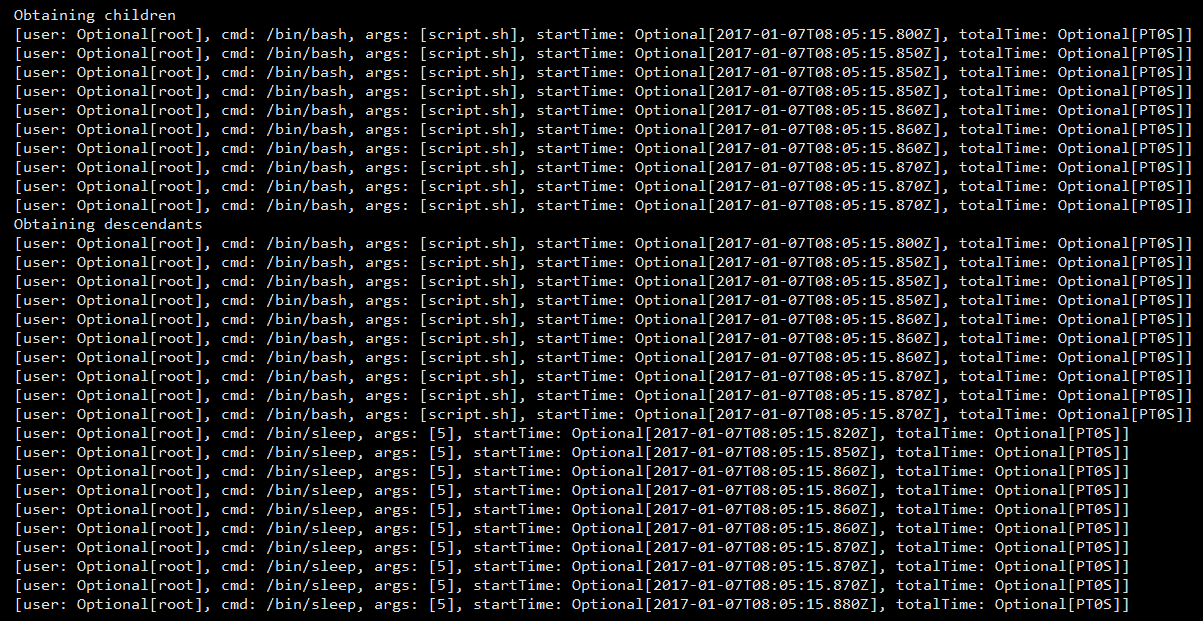 Obtaining children
[user: Optional[root], cmd: /bin/bash, args: [script.sh], startTime: Optional[2017-01-07T08:05:15.800Z], totalTime: Optional[PT0S]]
[user: Optional[root], cmd: /bin/bash, args: [script.sh], startTime: Optional[2017-01-07T08:05:15.850Z], totalTime: Optional[PT0S]]
[user: Optional[root], cmd: /bin/bash, args: [script.sh], startTime: Optional[2017-01-07T08:05:15.850Z], totalTime: Optional[PT0S]]
[user: Optional[root], cmd: /bin/bash, args: [script.sh], startTime: Optional[2017-01-07T08:05:15.850Z], totalTime: Optional[PT0S]]
[user: Optional[root], cmd: /bin/bash, args: [script.sh], startTime: Optional[2017-01-07T08:05:15.860Z], totalTime: Optional[PT0S]]
[user: Optional[root], cmd: /bin/bash, args: [script.sh], startTime: Optional[2017-01-07T08:05:15.860Z], totalTime: Optional[PT0S]]
[user: Optional[root], cmd: /bin/bash, args: [script.sh], startTime: Optional[2017-01-07T08:05:15.860Z], totalTime: Optional[PT0S]]
[user: Optional[root], cmd: /bin/bash, args: [script.sh], startTime: Optional[2017-01-07T08:05:15.870Z], totalTime: Optional[PT0S]]
[user: Optional[root], cmd: /bin/bash, args: [script.sh], startTime: Optional[2017-01-07T08:05:15.870Z], totalTime: Optional[PT0S]]
[user: Optional[root], cmd: /bin/bash, args: [script.sh], startTime: Optional[2017-01-07T08:05:15.870Z], totalTime: Optional[PT0S]]
Obtaining descendants
[user: Optional[root], cmd: /bin/bash, args: [script.sh], startTime: Optional[2017-01-07T08:05:15.800Z], totalTime: Optional[PT0S]]
[user: Optional[root], cmd: /bin/bash, args: [script.sh], startTime: Optional[2017-01-07T08:05:15.850Z], totalTime: Optional[PT0S]]
[user: Optional[root], cmd: /bin/bash, args: [script.sh], startTime: Optional[2017-01-07T08:05:15.850Z], totalTime: Optional[PT0S]]
[user: Optional[root], cmd: /bin/bash, args: [script.sh], startTime: Optional[2017-01-07T08:05:15.850Z], totalTime: Optional[PT0S]]
[user: Optional[root], cmd: /bin/bash, args: [script.sh], startTime: Optional[2017-01-07T08:05:15.860Z], totalTime: Optional[PT0S]]
[user: Optional[root], cmd: /bin/bash, args: [script.sh], startTime: Optional[2017-01-07T08:05:15.860Z], totalTime: Optional[PT0S]]
[user: Optional[root], cmd: /bin/bash, args: [script.sh], startTime: Optional[2017-01-07T08:05:15.860Z], totalTime: Optional[PT0S]]
[user: Optional[root], cmd: /bin/bash, args: [script.sh], startTime: Optional[2017-01-07T08:05:15.870Z], totalTime: Optional[PT0S]]
[user: Optional[root], cmd: /bin/bash, args: [script.sh], startTime: Optional[2017-01-07T08:05:15.870Z], totalTime: Optional[PT0S]]
[user: Optional[root], cmd: /bin/bash, args: [script.sh], startTime: Optional[2017-01-07T08:05:15.870Z], totalTime: Optional[PT0S]]
[user: Optional[root], cmd: /bin/sleep, args: [5], startTime: Optional[2017-01-07T08:05:15.820Z], totalTime: Optional[PT0S]]
[user: Optional[root], cmd: /bin/sleep, args: [5], startTime: Optional[2017-01-07T08:05:15.850Z], totalTime: Optional[PT0S]]
[user: Optional[root], cmd: /bin/sleep, args: [5], startTime: Optional[2017-01-07T08:05:15.860Z], totalTime: Optional[PT0S]]
[user: Optional[root], cmd: /bin/sleep, args: [5], startTime: Optional[2017-01-07T08:05:15.860Z], totalTime: Optional[PT0S]]
[user: Optional[root], cmd: /bin/sleep, args: [5], startTime: Optional[2017-01-07T08:05:15.860Z], totalTime: Optional[PT0S]]
[user: Optional[root], cmd: /bin/sleep, args: [5], startTime: Optional[2017-01-07T08:05:15.860Z], totalTime: Optional[PT0S]]
[user: Optional[root], cmd: /bin/sleep, args: [5], startTime: Optional[2017-01-07T08:05:15.870Z], totalTime: Optional[PT0S]]
[user: Optional[root], cmd: /bin/sleep, args: [5], startTime: Optional[2017-01-07T08:05:15.870Z], totalTime: Optional[PT0S]]
[user: Optional[root], cmd: /bin/sleep, args: [5], startTime: Optional[2017-01-07T08:05:15.870Z], totalTime: Optional[PT0S]]
[user: Optional[root], cmd: /bin/sleep, args: [5], startTime: Optional[2017-01-07T08:05:15.880Z], totalTime: Optional[PT0S]]